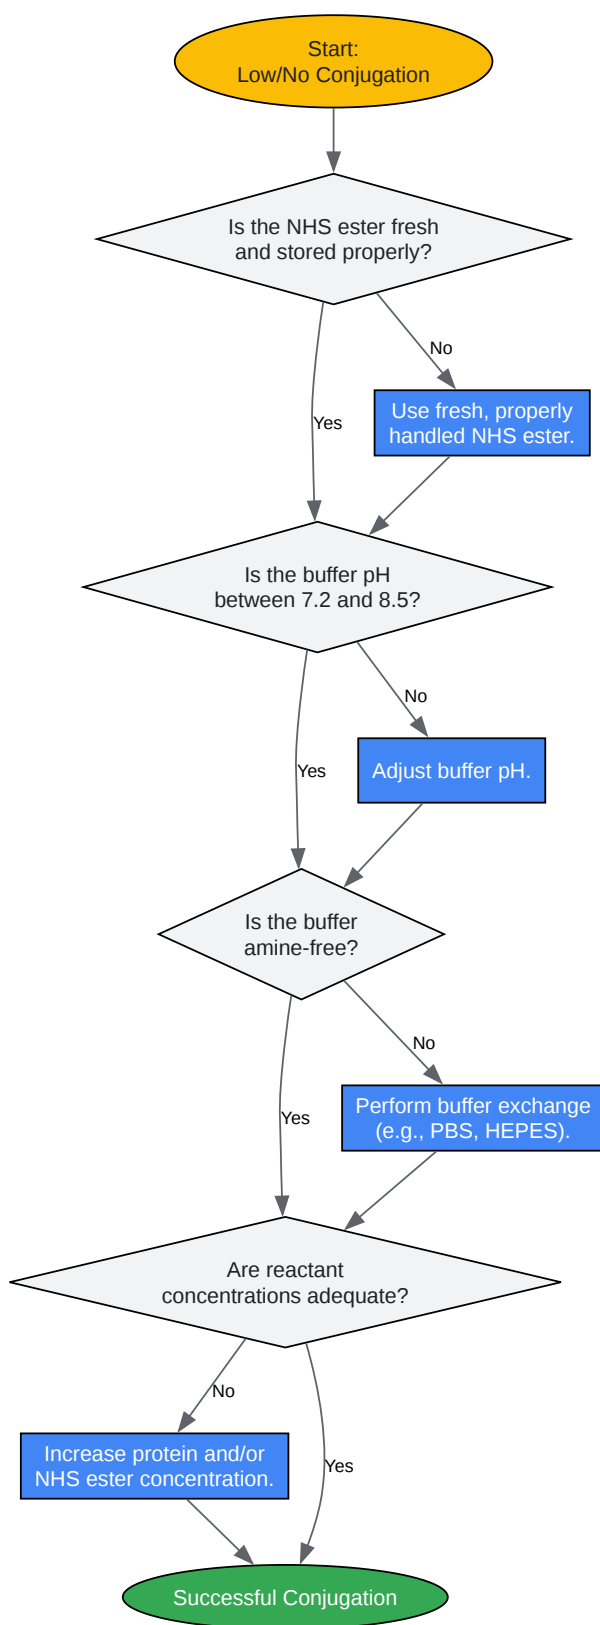 Start:
Low/No Conjugation
Is the NHS ester fresh
and stored properly?
No
Yes
Use fresh, properly
handled NHS ester.
Is the buffer pH
between 7.2 and 8.5?
No
Yes
Adjust buffer pH.
Is the buffer
amine-free?
No
Yes
Perform buffer exchange
(e.g., PBS, HEPES).
Are reactant
concentrations adequate?
No
Yes
Increase protein and/or
NHS ester concentration.
Successful Conjugation